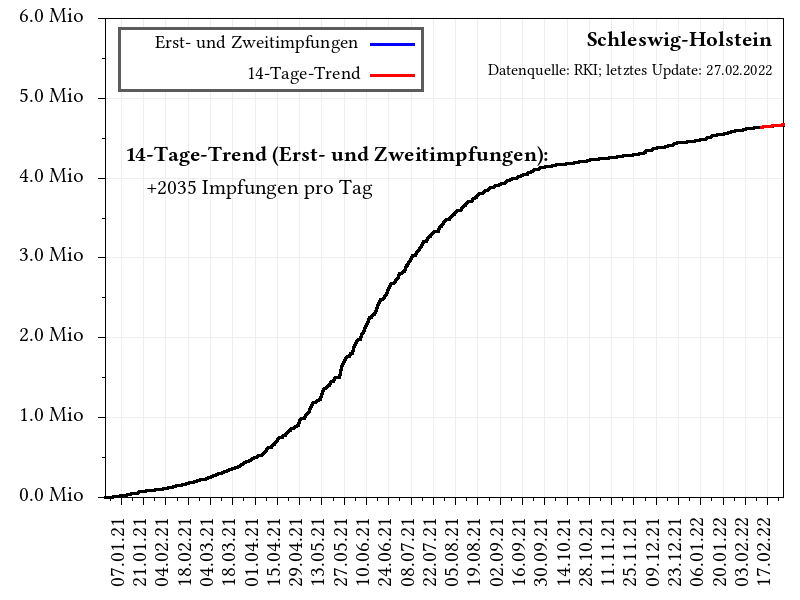 6.0 Mio
5.0 Mio
4.0 Mio
3.0 Mio
2.0 Mio
1.0 Mio
0.0 Mio
Erst- und Zweitimpfungen
14-Tage-Trend
Schleswig-Holstein
Datenquelle: RKI; letztes Update: 27.02.2022
14-Tage-Trend (Erst- und Zweitimpfungen):
+2035 Impfungen pro Tag
07.01.21
21.01.21
04.02.21
18.02.21
04.03.21
18.03.21
01.04.21
15.04.21
29.04.21
13.05.21
27.05.21
10.06.21
24.06.21
08.07.21
22.07.21
05.08.21
19.08.21
02.09.21
16.09.21
30.09.21
14.10.21
28.10.21
11.11.21
25.11.21
09.12.21
23.12.21
06.01.22
20.01.22
03.02.22
17.02.22